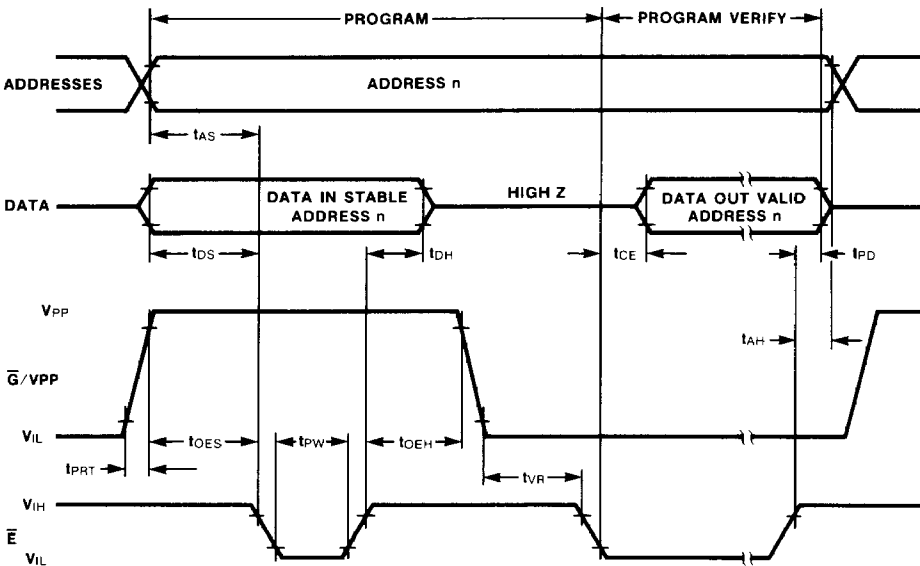 PROGRAM
PROGRAM VERIFY
ADDRESSES
ADDRESS n
tAS
DATA
DATA IN STABLE
ADDRESS n
HIGH Z
DATA OUT VALID
ADDRESS n
tDS
tDH
tCE
tPD
VPP
tAH
G̅/VPP
VIL
tOES
tPW
tOEH
tPRT
tVR
VIH
E̅
VIL